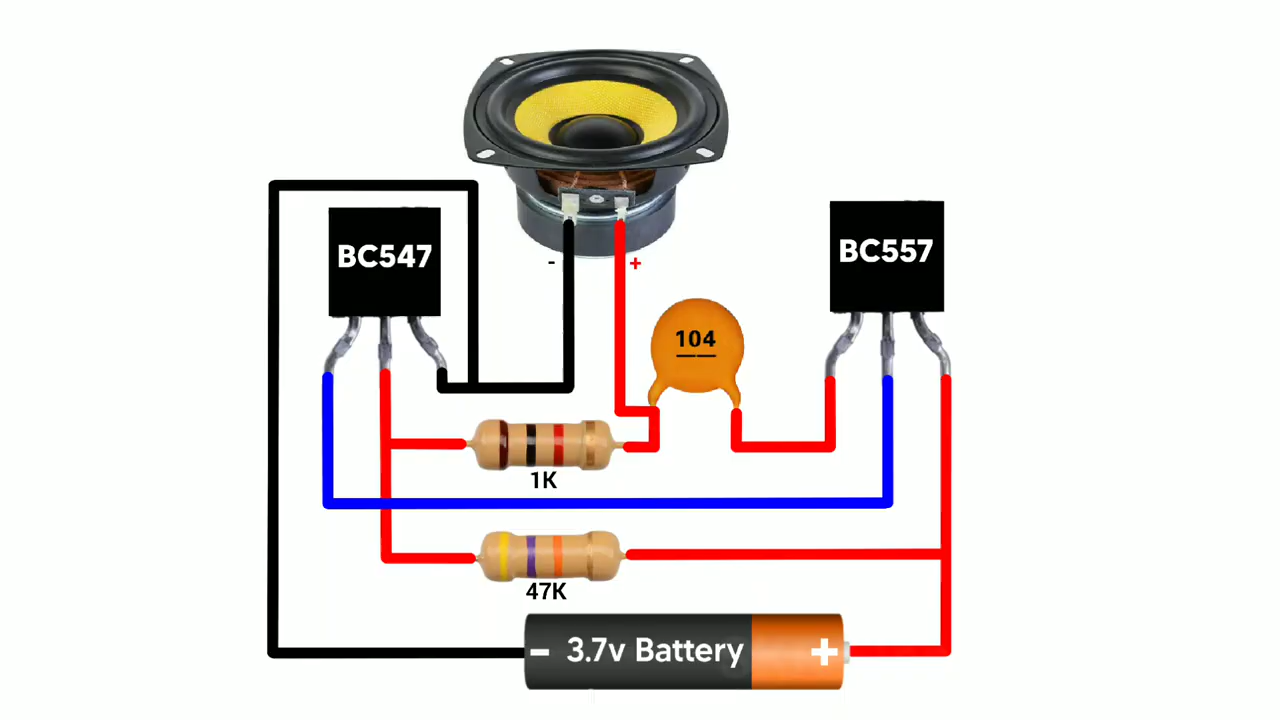 BC547
BC557
-
+
104
1K
47K
- 3.7v Battery +